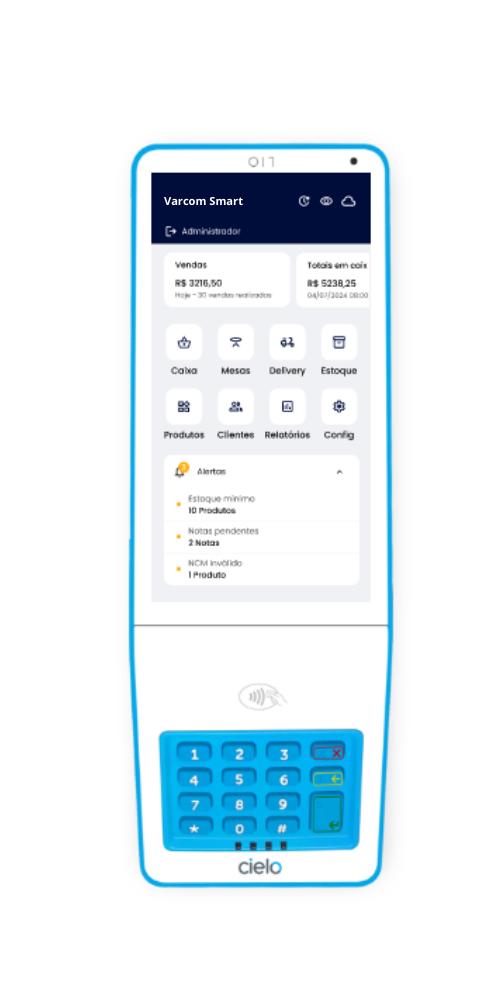 Varcom Smart
Administrador
Vendas
R$ 3216,50
Hoje - 30 vendas realizadas
Totais em caix
R$ 5238,25
04/07/2024 08:00
Caixa Mesas Delivery Estoque
Produtos Clientes Relatórios Config
Alertas
Estoque mínimo
10 Produtos
Notas pendentes
2 Notas
NCM inválido
1 Produto
1 2 3
4 5 6
7 8 9
* 0 #
cielo